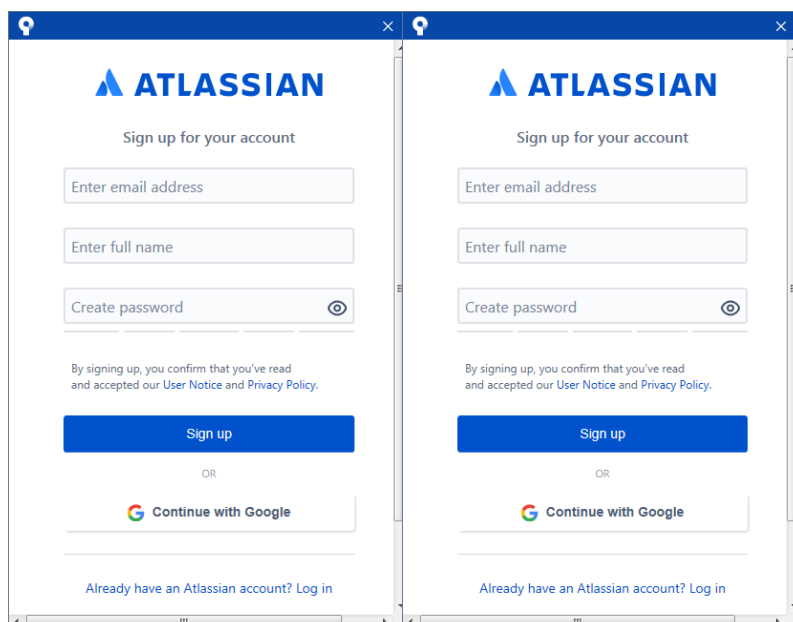 ATLASSIAN
Sign up for your account
Enter email address
Enter full name
Create password
By signing up, you confirm that you've read
and accepted our User Notice and Privacy Policy.
Sign up
OR
Continue with Google
Already have an Atlassian account? Log in
ATLASSIAN
Sign up for your account
Enter email address
Enter full name
Create password
By signing up, you confirm that you've read
and accepted our User Notice and Privacy Policy.
Sign up
OR
Continue with Google
Already have an Atlassian account? Log in